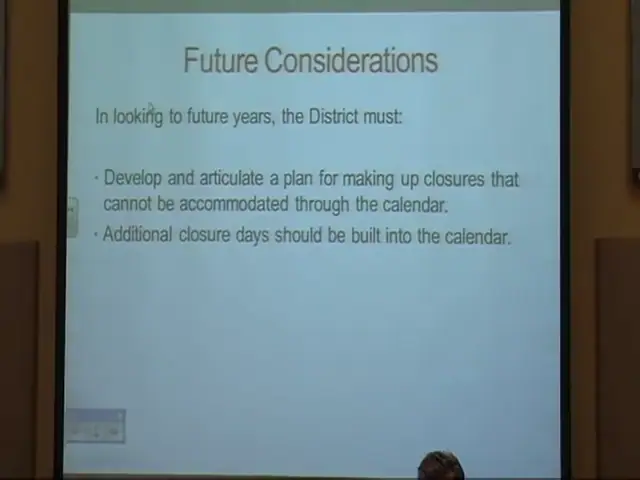 Future Considerations
In looking to future years, the District must:
· Develop and articulate a plan for making up closures that
cannot be accommodated through the calendar.
· Additional closure days should be built into the calendar.